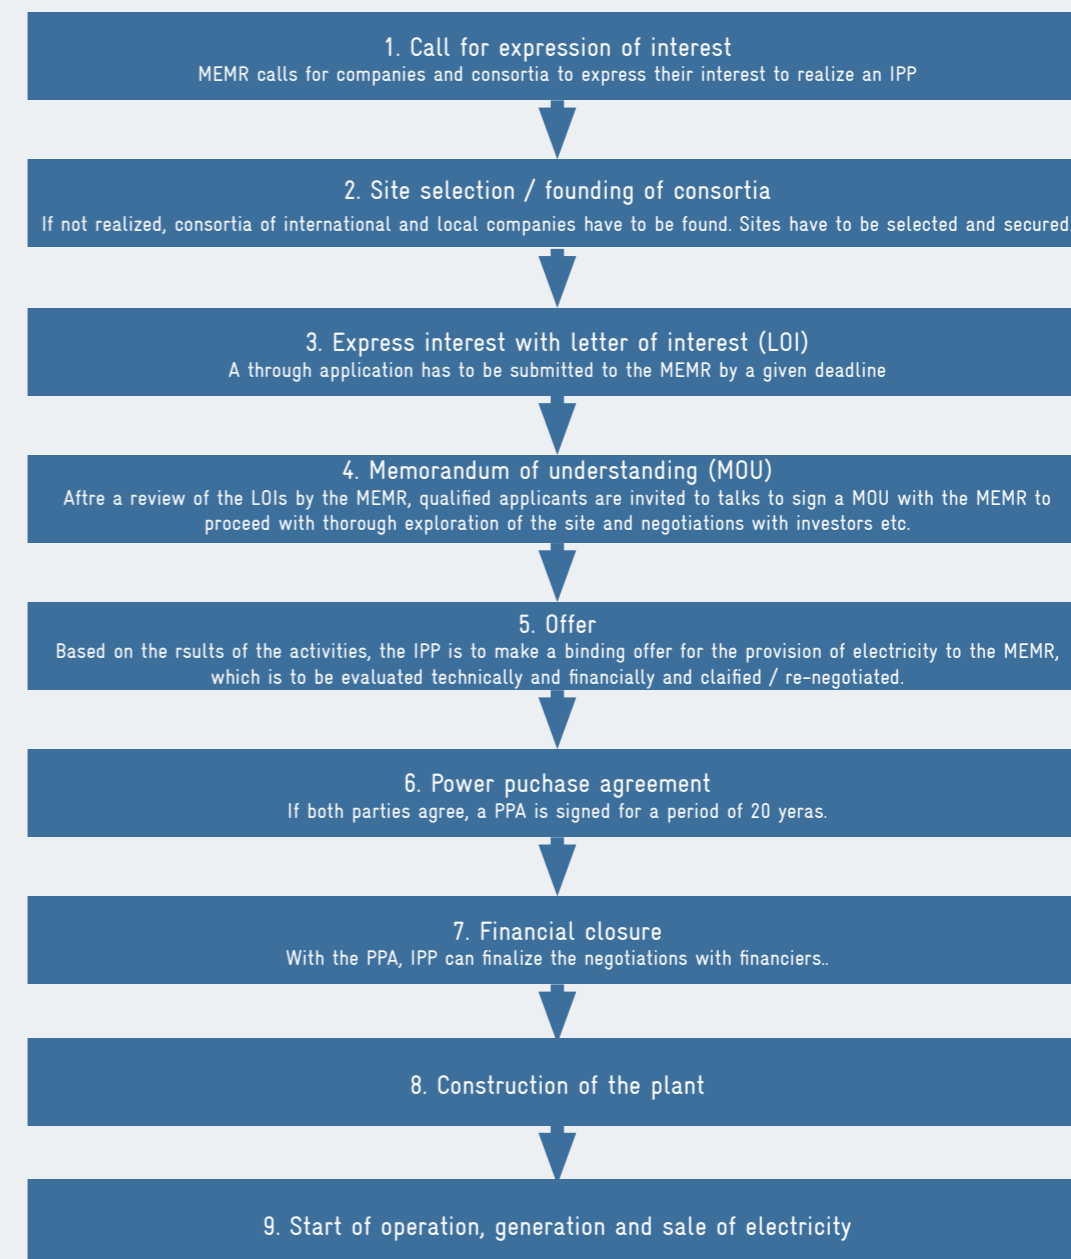 1. Call for expression of interest
MEMR calls for companies and consortia to express their interest to realize an IPP
2. Site selection / founding of consortia
If not realized, consortia of international and local companies have to be found. Sites have to be selected and secured.
3. Express interest with letter of interest (LOI)
A through application has to be submitted to the MEMR by a given deadline
4. Memorandum of understanding (MOU)
Aftre a review of the LOIs by the MEMR, qualified applicants are invited to talks to sign a MOU with the MEMR to
proceed with thorough exploration of the site and negotiations with investors etc.
5. Offer
Based on the rsults of the activities, the IPP is to make a binding offer for the provision of electricity to the MEMR,
which is to be evaluated technically and financially and claified / re-negotiated.
6. Power puchase agreement
If both parties agree, a PPA is signed for a period of 20 yeras.
7. Financial closure
With the PPA, IPP can finalize the negotiations with financiers..
8. Construction of the plant
9. Start of operation, generation and sale of electricity